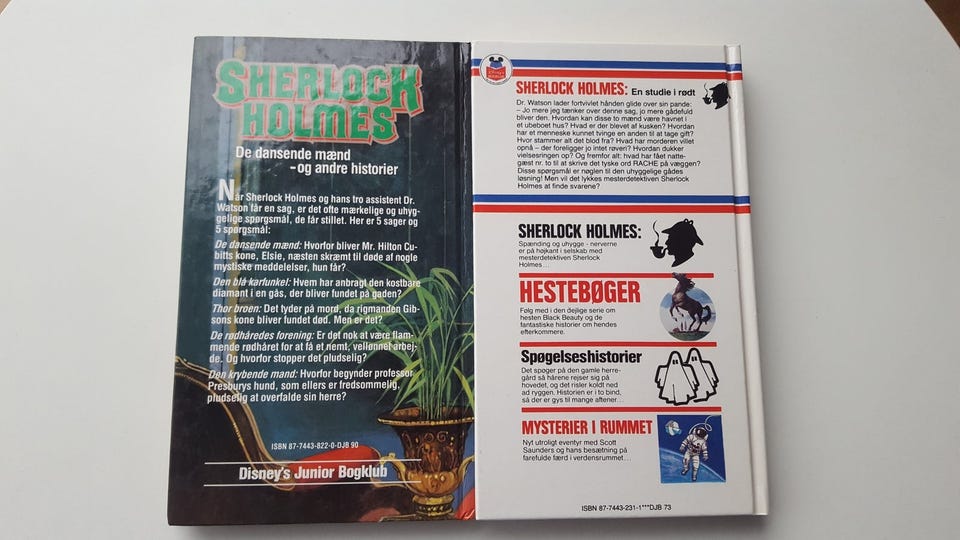 SHERLOCK
HOLMES
De dansende mænd
-og andre historier
Når Sherlock Holmes og hans tro assistent Dr.
Watson får en sag, er det ofte mærkelige og uhyg-
gelige spørgsmål, de får stillet. Her er 5 sager og
5 spørgsmål:
De dansende mænd: Hvorfor bliver Mr. Hilton Cu-
bitts kone, Elsie, næsten skræmt til døde af nogle
mystiske meddelelser, hun får?
Den blå karfunkel: Hvem har anbragt den kostbare
diamant i en gås, der bliver fundet på gaden?
Thor broen: Det tyder på mord, da rigmanden Gib-
sons kone bliver fundet død. Men er det?
De rødhåredes forening: Er det nok at være flam-
mende rødhåret for at få et nemt, vellønnet arbej-
de. Og hvorfor stopper det pludselig?
Den krybende mand: Hvorfor begynder professor
Presburys hund, som ellers er fredsommelig,
pludselig at overfalde sin herre?
ISBN 87-7443-822-0-DJB 90
Disney's Junior Bogklub
SHERLOCK HOLMES: En studie i rødt
Dr. Watson lader fortvivlet hånden glide over sin pande:
– Jo mere jeg tænker over denne sag, jo mere gådefuld
bliver den. Hvordan kan disse to mænd være havnet i
et ubeboet hus? Hvad er der blevet af kusken? Hvordan
har et menneske kunnet tvinge en anden til at tage gift?
Hvor stammer alt det blod fra? Hvad har morderen villet
opnå – der foreligger jo intet røveri? Hvordan dukker
vielsesringen op? Og fremfor alt: hvad har fået natte-
gæst nr. to til at skrive det tyske ord RACHE på væggen?
Disse spørgsmål er nøglen til den uhyggelige gådes
løsning! Men vil det lykkes mesterdetektiven Sherlock
Holmes at finde svarene?
SHERLOCK HOLMES:
Spænding og uhygge - nerverne
er på højkant i selskab med
mesterdetektiven Sherlock
Holmes...
HESTEBØGER
Følg med i den dejlige serie om
hesten Black Beauty og de
fantastiske historier om hendes
efterkommere.
Spøgelseshistorier
Det spøger på den gamle herre-
gård så hårene rejser sig på
hovedet, og det risler koldt ned
ad ryggen. Historien er i to bind,
så der er gys til mange aftener...
MYSTERIER I RUMMET
Nyt utroligt eventyr med Scott
Saunders og hans besætning på
farefulde færd i verdensrummet...
ISBN 87-7443-231-1***DJB 73